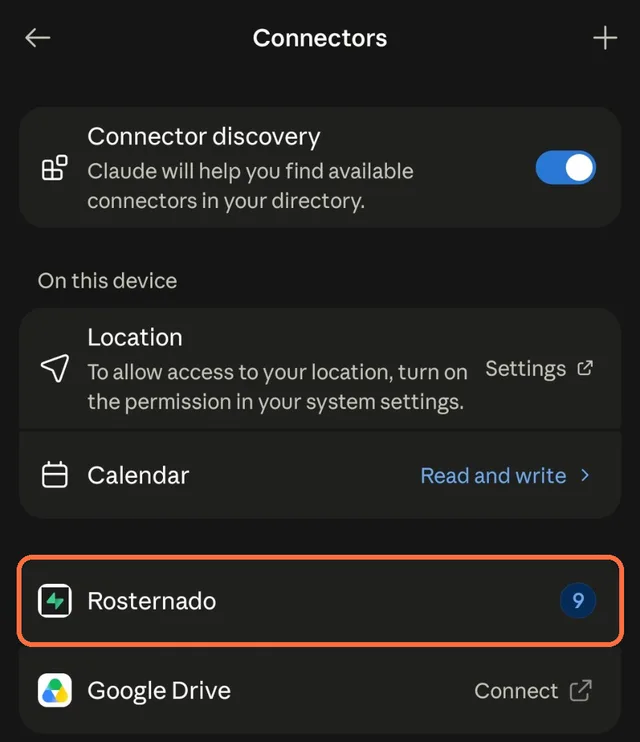 Connectors
Connector discovery
Claude will help you find available
connectors in your directory.
On this device
Location
To allow access to your location, turn on
the permission in your system settings.
Settings
Calendar
Read and write
Rosternado
9
Google Drive
Connect